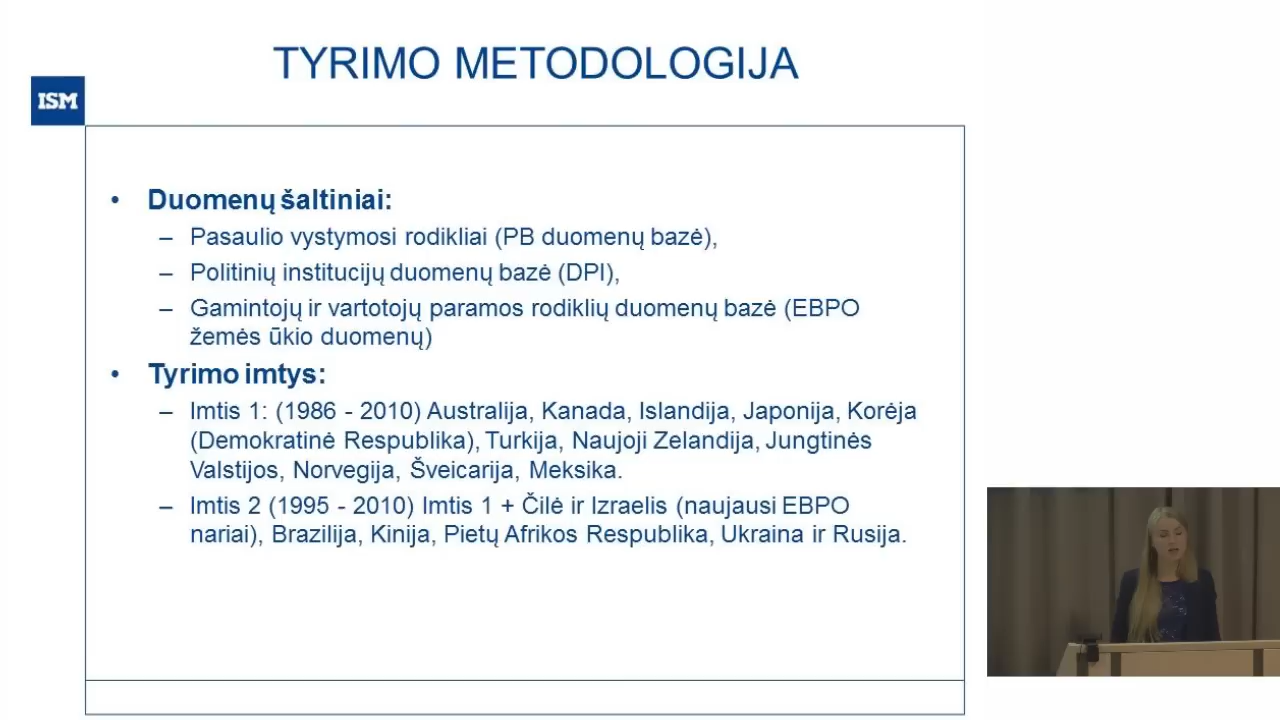 TYRIMO METODOLOGIJA
ISM
• Duomenų šaltiniai:
– Pasaulio vystymosi rodikliai (PB duomenų bazė),
– Politinių institucijų duomenų bazė (DPI),
– Gamintojų ir vartotojų paramos rodiklių duomenų bazė (EBPO
žemės ūkio duomenų)
• Tyrimo imtys:
– Imtis 1: (1986 - 2010) Australija, Kanada, Islandija, Japonija, Korėja
(Demokratinė Respublika), Turkija, Naujoji Zelandija, Jungtinės
Valstijos, Norvegija, Šveicarija, Meksika.
– Imtis 2 (1995 - 2010) Imtis 1 + Čilė ir Izraelis (naujausi EBPO
nariai), Brazilija, Kinija, Pietų Afrikos Respublika, Ukraina ir Rusija.